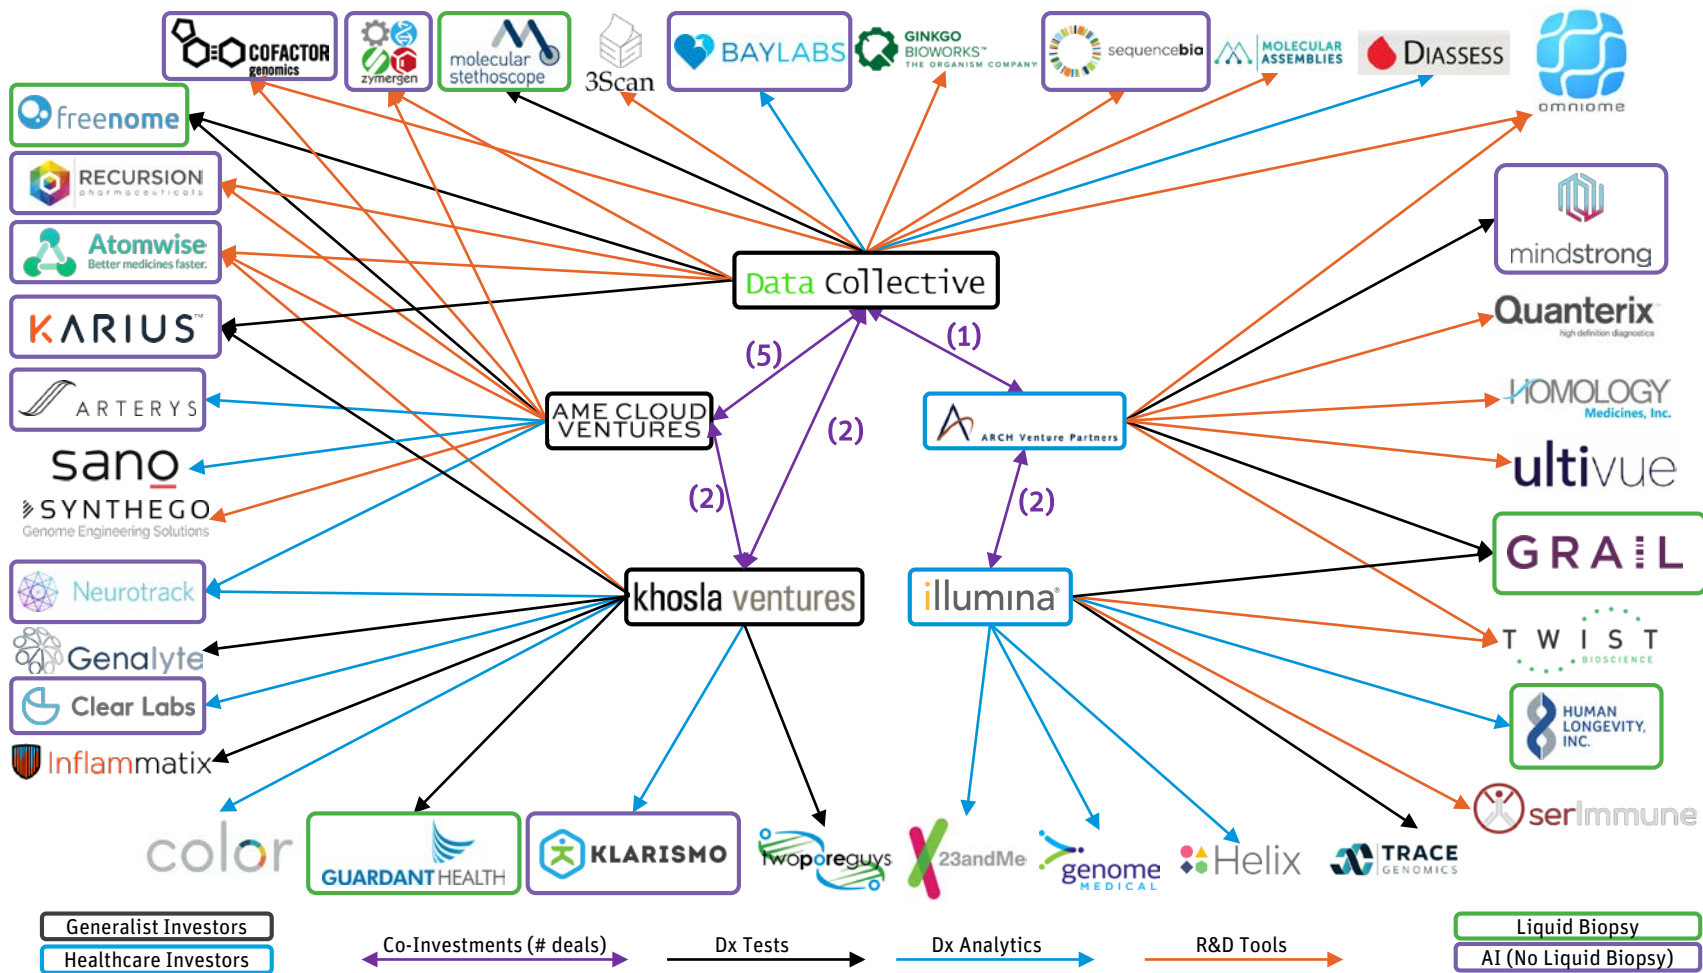 COFACTOR
genomics
zymergen
molecular
stethoscope
3Scan
BAYLABS
GINKGO
BIOWORKS™
THE ORGANISM COMPANY
sequencebio
MOLECULAR
ASSEMBLIES
DIASSESS
omniome
freenome
RECURSION
pharmaceuticals
Atomwise
Better medicines faster.
KARIUS™
ARTERYS
sano
SYNTHEGO
Genome Engineering Solutions
Neurotrack
Genalyte
Clear Labs
Inflammatix
color
GUARDANT HEALTH
KLARISMO
twoporeguys
23andMe
genome
MEDICAL
Helix
TRACE
GENOMICS
mindstrong
Quanterix™
high definition diagnostics
HOMOLOGY
Medicines, Inc.
ultivue
GRAIL
TWIST
BIOSCIENCE
HUMAN
LONGEVITY,
INC.
serImmune
Data Collective
(5)
(1)
AME CLOUD
VENTURES
ARCH Venture Partners
(2)
(2)
(2)
khosla ventures
illumina®
Generalist Investors
Healthcare Investors
Co-Investments (# deals)
Dx Tests
Dx Analytics
R&D Tools
Liquid Biopsy
AI (No Liquid Biopsy)